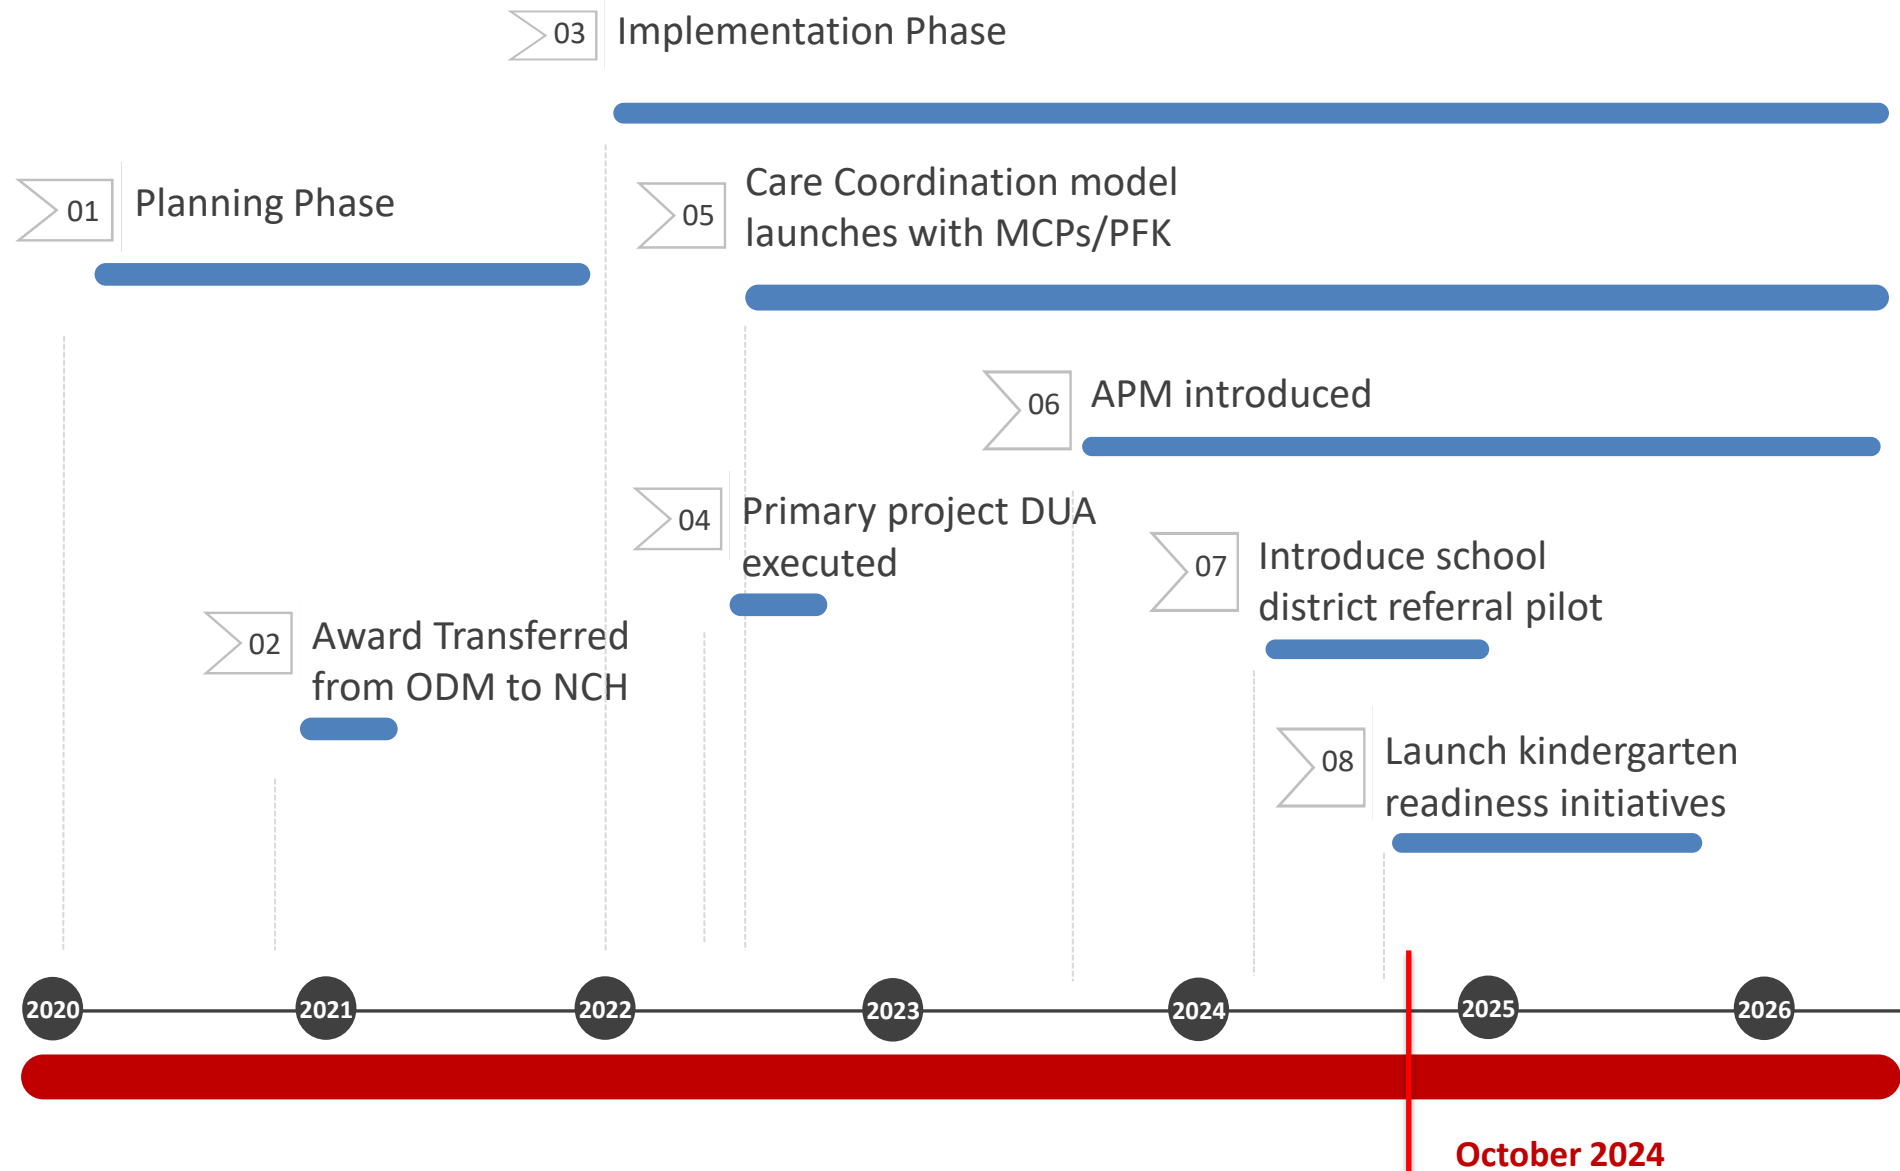 03
Implementation Phase
01
Planning Phase
05
Care Coordination model
launches with MCPs/PFK
06
APM introduced
04
Primary project DUA
executed
07
Introduce school
district referral pilot
02
Award Transferred
from ODM to NCH
08
Launch kindergarten
readiness initiatives
2020
2021
2022
2023
2024
2025
2026
October 2024